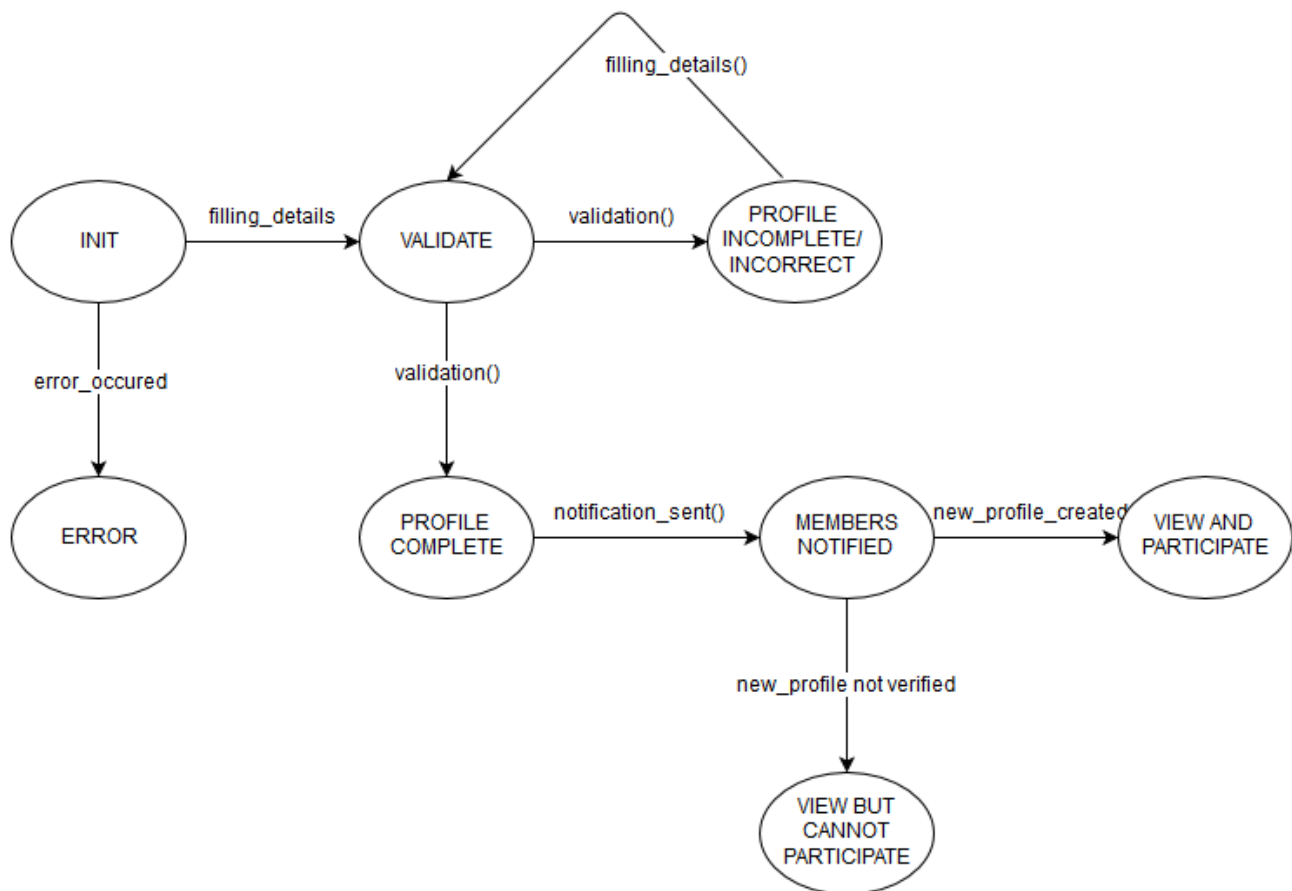 filling_details()
INIT
filling_details
VALIDATE
validation()
PROFILE
INCOMPLETE/
INCORRECT
error_occured
validation()
ERROR
PROFILE
COMPLETE
notification_sent()
MEMBERS
NOTIFIED
new_profile_created
VIEW AND
PARTICIPATE
new_profile not verified
VIEW BUT
CANNOT
PARTICIPATE